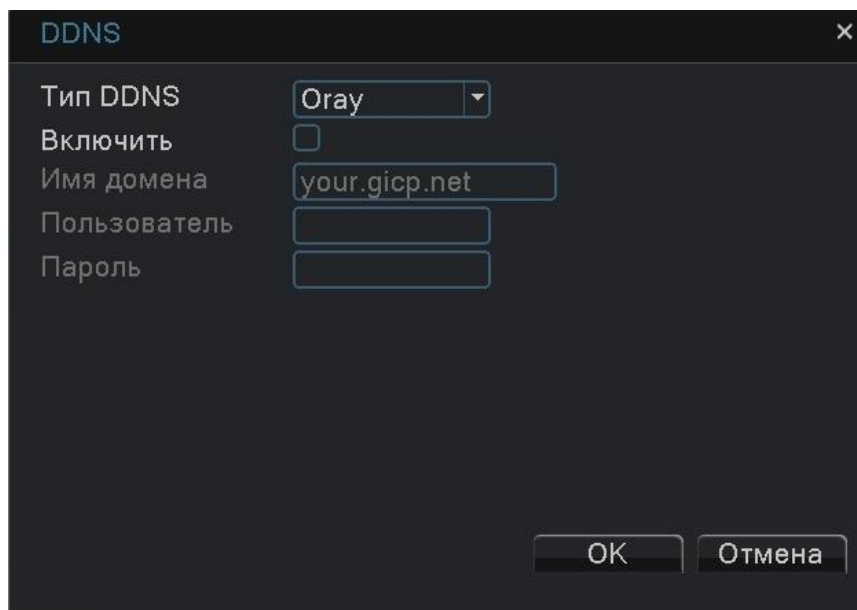 DDNS
Тип DDNS Oray
Включить
Имя домена your.gicp.net
Пользователь
Пароль
OK Отмена